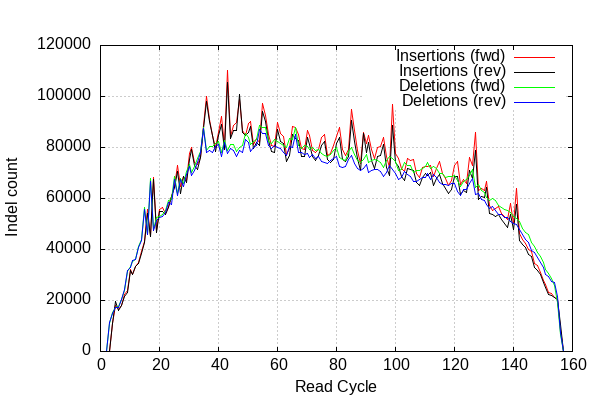 120000
100000
80000
60000
40000
20000
0
Indel count
Insertions (fwd)
Insertions (rev)
Deletions (fwd)
Deletions (rev)
0 20 40 60 80 100 120 140 160
Read Cycle